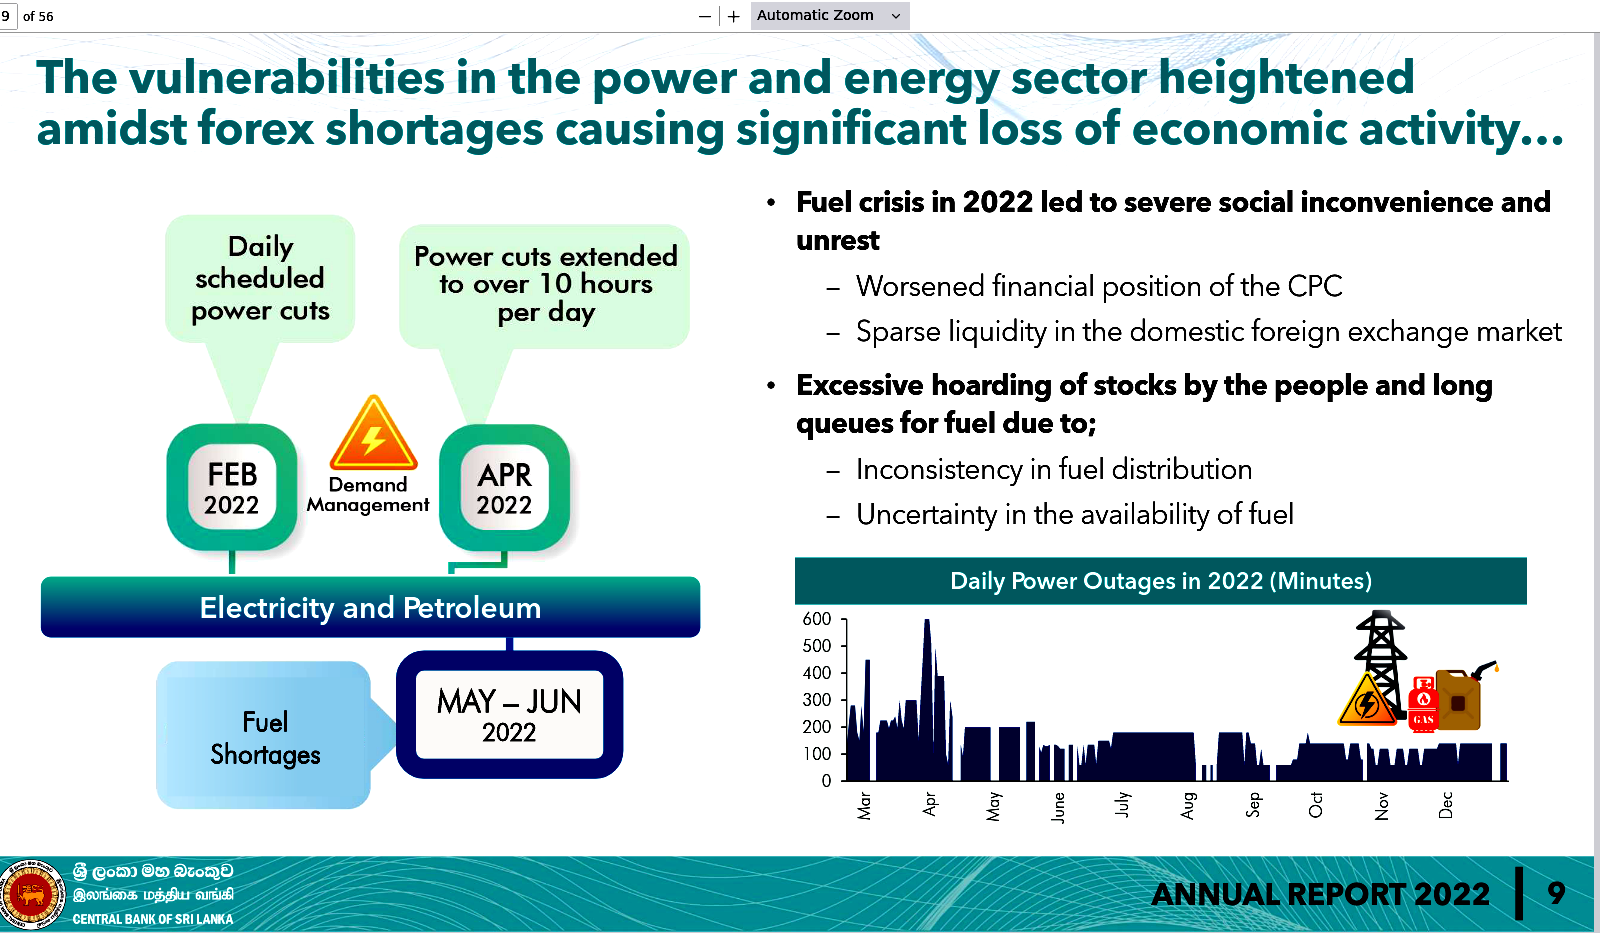 9 of 56
Automatic Zoom
The vulnerabilities in the power and energy sector heightened
amidst forex shortages causing significant loss of economic activity...
Daily
scheduled
power cuts
Power cuts extended
to over 10 hours
per day
FEB
2022
Demand
Management
APR
2022
Electricity and Petroleum
Fuel
Shortages
MAY – JUN
2022
• Fuel crisis in 2022 led to severe social inconvenience and
unrest
– Worsened financial position of the CPC
– Sparse liquidity in the domestic foreign exchange market
• Excessive hoarding of stocks by the people and long
queues for fuel due to;
– Inconsistency in fuel distribution
– Uncertainty in the availability of fuel
Daily Power Outages in 2022 (Minutes)
600
500
400
300
200
100
0
GAS
Mar
Apr
May
June
July
Aug
Sep
Oct
Nov
Dec
ශ්‍රී ලංකා මහ බැංකුව
இலங்கை மத்திய வங்கி
CENTRAL BANK OF SRI LANKA
ANNUAL REPORT 2022 9